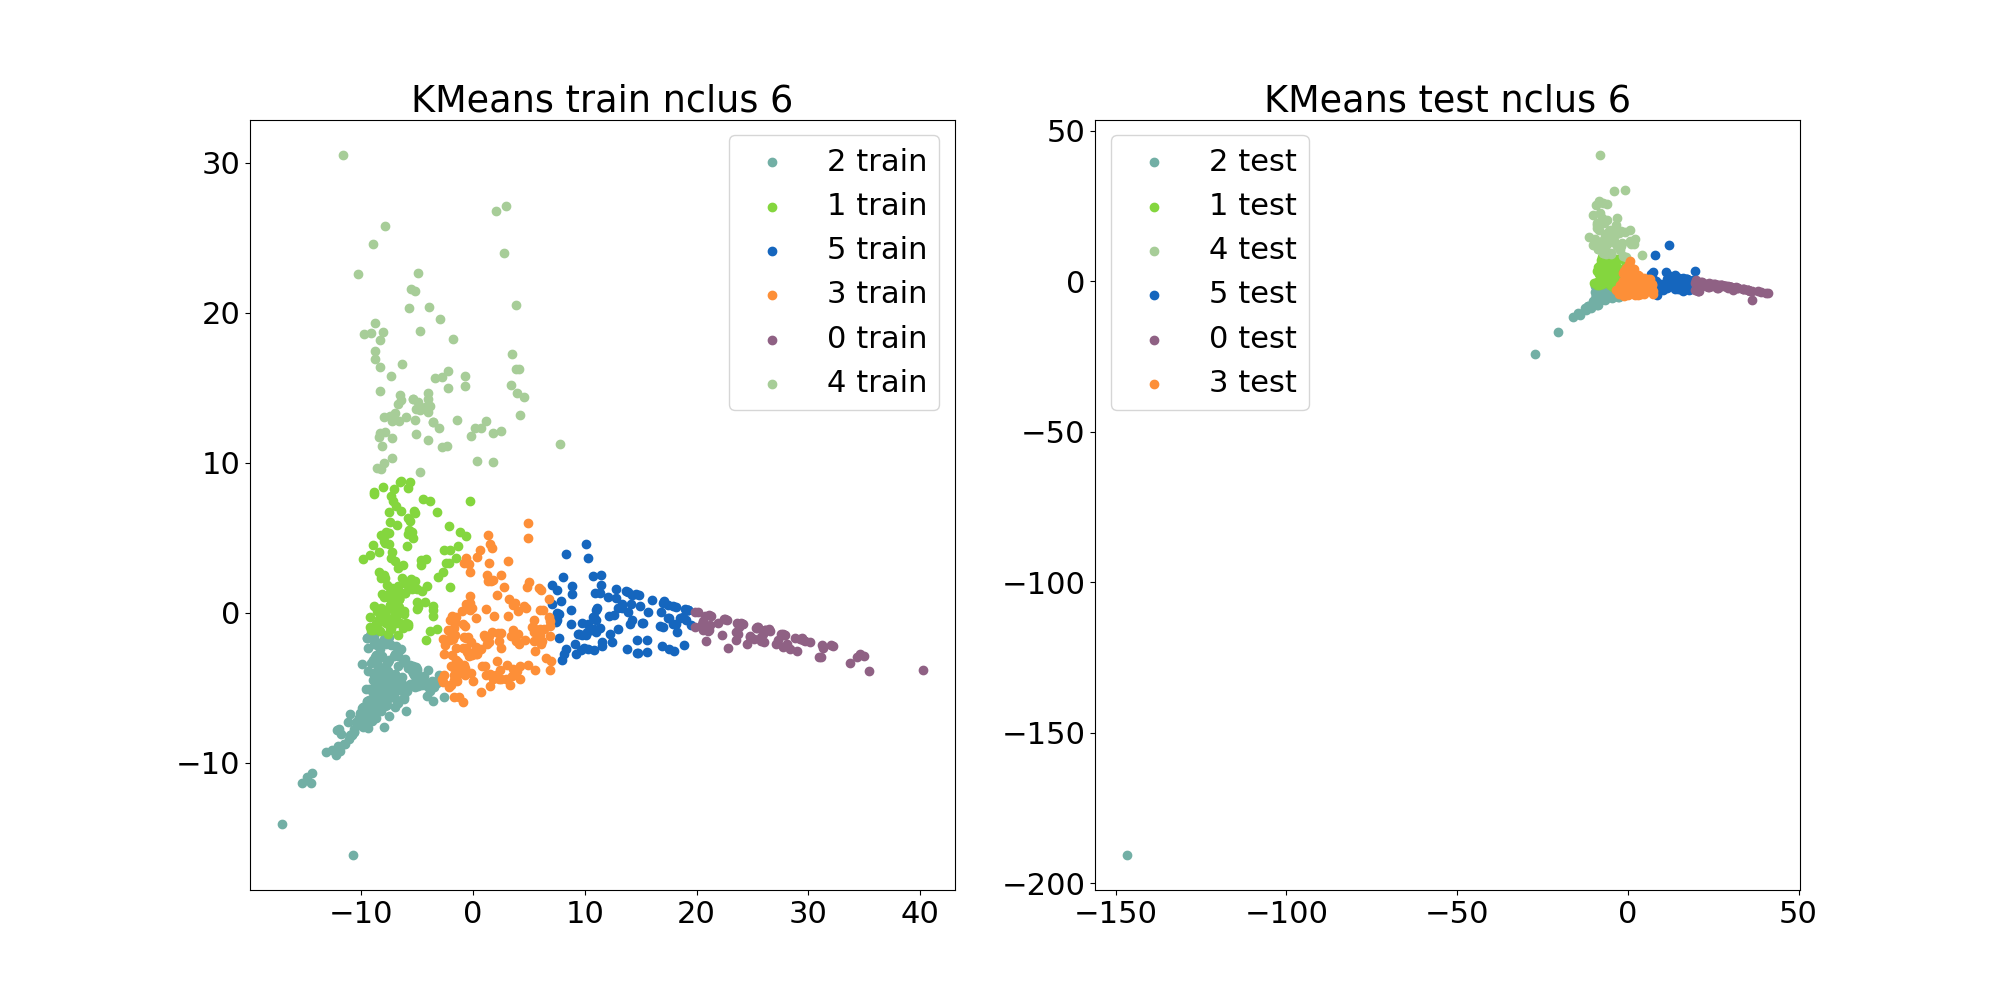 KMeans train nclus 6
30
20
10
0
−10
−10 0 10 20 30 40
2 train
1 train
5 train
3 train
0 train
4 train
KMeans test nclus 6
50
0
−50
−100
−150
−200
−150 −100 −50 0 50
2 test
1 test
4 test
5 test
0 test
3 test